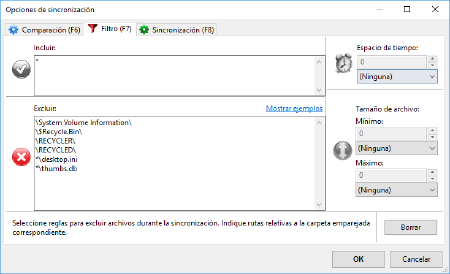 Opciones de sincronización
Comparación (F6)
Filtro (F7)
Sincronización (F8)
Incluir:
*
Espacio de tiempo:
0
(Ninguna)
Excluir:
Mostrar ejemplos
\System Volume Information\
\$Recycle.Bin\
\RECYCLER\
\RECYCLED\
*\desktop.ini
*\thumbs.db
Tamaño de archivo:
Mínimo:
0
(Ninguna)
Máximo:
0
(Ninguna)
Seleccione reglas para excluir archivos durante la sincronización. Indique rutas relativas a la carpeta emparejada
correspondiente.
Borrar
OK
Cancelar